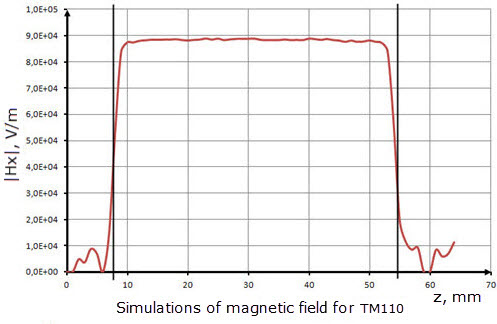 1,0E+05
9,0E+04
8,0E+04
7,0E+04
6,0E+04
5,0E+04
4,0E+04
3,0E+04
2,0E+04
1,0E+04
0,0E+00
|Hx|, V/m
0 10 20 30 40 50 60 70
z, mm
Simulations of magnetic field for TM110